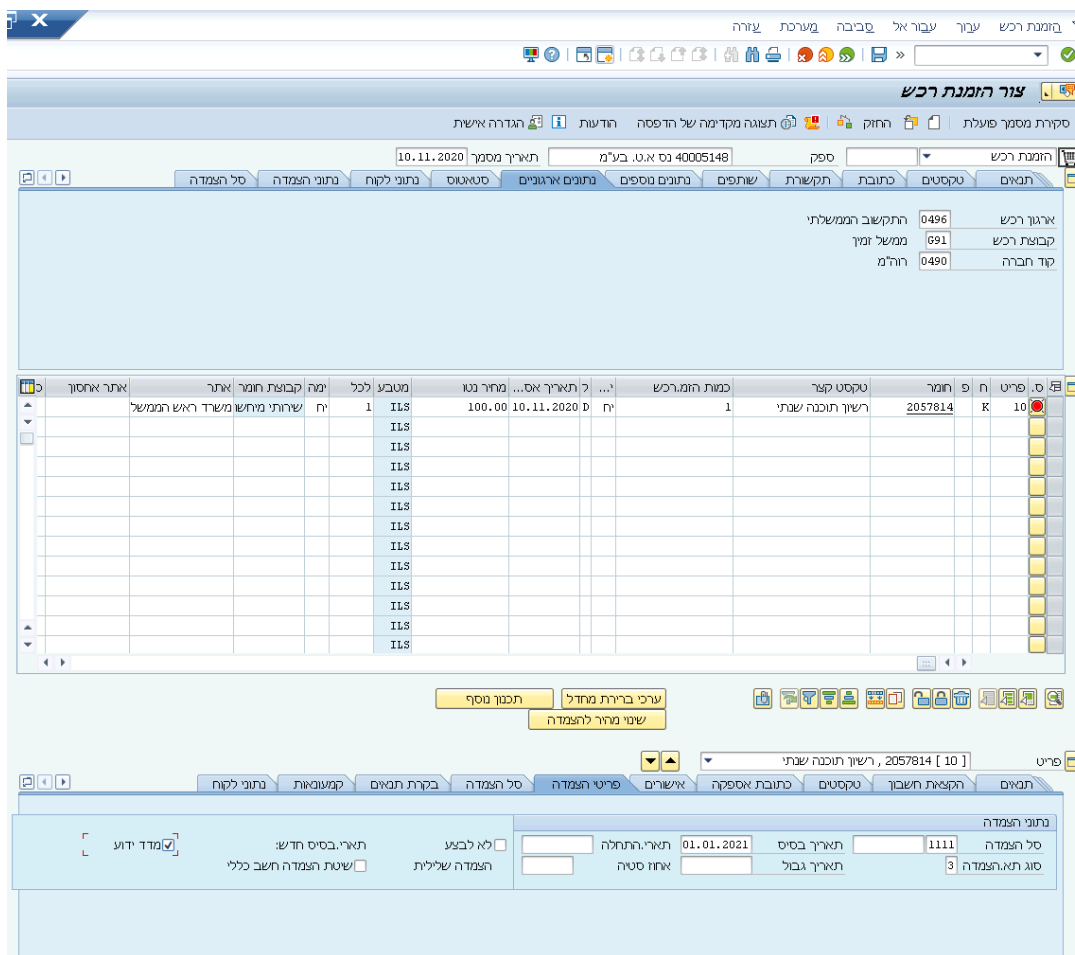 הזמנת רכש ערוך עבור אל סביבה מערכת עזרה
צור הזמנת רכש
סקירת מסמך פועלת החזק תצוגה מקדימה של הדפסה הודעות הגדרה אישית
הזמנת רכש ספק 40005148 נס א.ט. בע"מ תאריך מסמך 10.11.2020
תנאים טקסטים כתובת תקשורת שותפים נתונים נוספים נתונים ארגוניים סטאטוס נתוני לקוח נתוני הצמדה סל הצמדה
ארגון רכש 0496 התקשוב הממשלתי
קבוצת רכש G91 ממשל זמין
קוד חברה 0490 רוה"מ
ס. פריט ח פ חומר טקסט קצר כמות הזמ.רכש י... ל תאריך אס... מחיר נטו מטבע לכל ימה קבוצת חומר אתר אתר אחסון
10 K 2057814 רשיון תוכנה שנתי 1 יח D 10.11.2020 100.00 ILS 1 יח שירותי מיחשו משרד ראש הממשל
ILS
ILS
ILS
ILS
ILS
ILS
ILS
ILS
ILS
ILS
ILS
ILS
ערכי ברירת מחדל תכנון נוסף
שינוי מהיר להצמדה
פריט [ 10 ] 2057814 , רשיון תוכנה שנתי
תנאים הקצאת חשבון טקסטים כתובת אספקה אישורים פריטי הצמדה סל הצמדה בקרת תנאים קמעונאות נתוני לקוח
נתוני הצמדה
סל הצמדה 1111 תאריך בסיס 01.01.2021 תארי.התחלה לא לבצע תארי.בסיס חדש: מדד ידוע
סוג תא.הצמדה 3 תאריך גבול אחוז סטיה הצמדה שלילית שיטת הצמדה חשב כללי